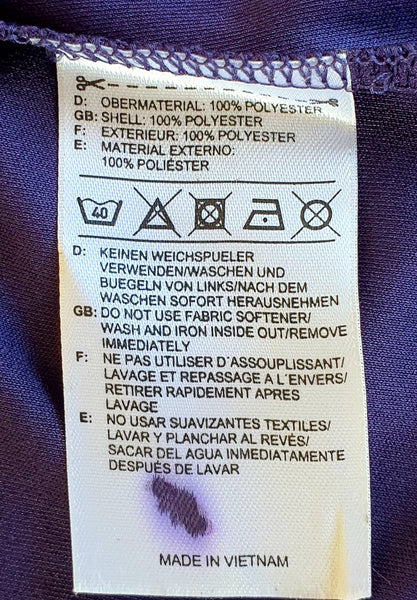 D: OBERMATERIAL: 100% POLYESTER
GB: SHELL: 100% POLYESTER
F: EXTERIEUR: 100% POLYESTER
E: MATERIAL EXTERNO:
100% POLIÉSTER
40
D: KEINEN WEICHSPUELER
VERWENDEN/WASCHEN UND
BUEGELN VON LINKS/NACH DEM
WASCHEN SOFORT HERAUSNEHMEN
GB: DO NOT USE FABRIC SOFTENER/
WASH AND IRON INSIDE OUT/REMOVE
IMMEDIATELY
F: NE PAS UTILISER D´ASSOUPLISSANT/
LAVAGE ET REPASSAGE A L´ENVERS/
RETIRER RAPIDEMENT APRES
LAVAGE
E: NO USAR SUAVIZANTES TEXTILES/
LAVAR Y PLANCHAR AL REVÉS/
SACAR DEL AGUA INMEDIATAMENTE
DESPUÉS DE LAVAR
MADE IN VIETNAM